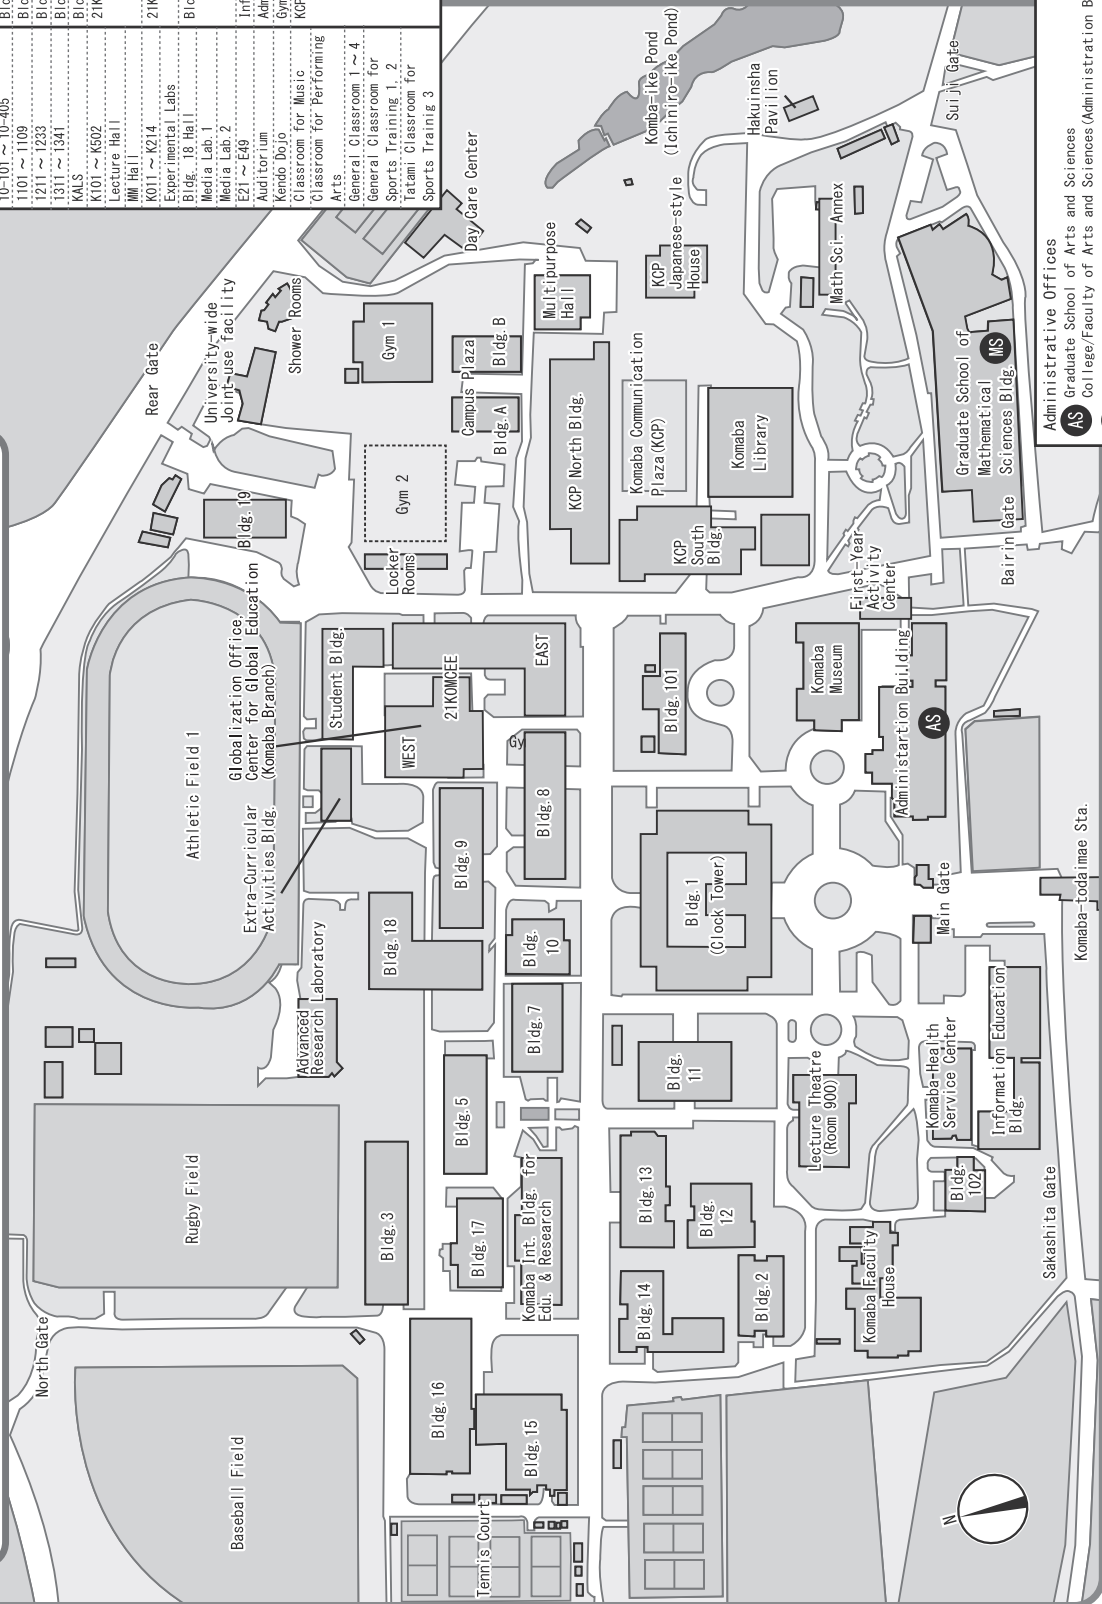 10-101 ~ 10-405
1101 ~ 1109
1211 ~ 1233
1311 ~ 1341
KALS
K101 ~ K502
Lecture Hall
MM Hall
K011 ~ K214
Experimental Labs
Bldg. 18 Hall
Media Lab 1
Media Lab 2
E21 ~ E49
Auditorium
Kendo Dojo
Classroom for Music
Classroom for Performing
Arts
General Classroom 1 ~ 4
General Classroom for
Sports Training 1, 2
Tatami Classroom for
Sports Trainig 3
North Gate
Baseball Field
Rugby Field
Athletic Field 1
Rear Gate
University-wide
Joint-use facility
Shower Rooms
Bldg. 19
Globalization Office,
Center for Global Education
(Komaba Branch)
Extra-Curricular
Activities Bldg.
Advanced
Research Laboratory
Student Bldg.
Locker
Rooms
Gym 2
Gym 1
Day Care Center
Campus Plaza
Bldg. A
Bldg. B
Multipurpose
Hall
Komba-ike Pond
(Ichiro-ike Pond)
Hakuinsha
Pavilion
Suiji Gate
KCP
Japanese-style
House
Math-Sci. Annex
Tennis Court
Bldg. 16
Bldg. 15
Bldg. 3
Bldg. 17
Bldg. 5
Komaba Int. Bldg. for
Edu. & Research
Bldg. 7
Bldg. 18
Bldg.
10
Bldg. 9
Bldg. 8
Gy
WEST
21KOMCEE
EAST
KCP North Bldg.
Komaba Communication
Plaza(KCP)
KCP
South
Bldg.
Komaba
Library
Bldg. 14
Bldg. 13
Bldg.
12
Bldg. 2
Bldg.
11
Bldg. 1
(Clock Tower)
Bldg. 101
Lecture Theatre
(Room 900)
Komaba Faculty
House
Komaba-Health
Service Center
Bldg.
102
Information Education
Bldg.
Main Gate
Komaba
Museum
Administartion Building
AS
First-Year
Activity
Center
Graduate School of
Mathematical
Sciences Bldg.
MS
Bairin Gate
Sakashita Gate
Komaba-todaimae Sta.
N
Administrative Offices
AS
Graduate School of Arts and Sciences
College/Faculty of Arts and Sciences(Administration B